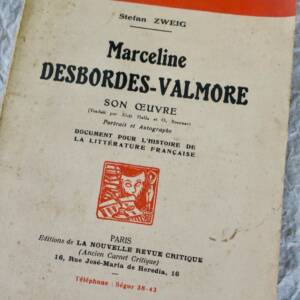 Stefan ZWEIG
Marceline
DESBORDES-VALMORE
SON ŒUVRE
Portrait et Autographe
DOCUMENT POUR L'HISTOIRE DE
LA LITTÉRATURE FRANÇAISE
PARIS
Editions de LA NOUVELLE REVUE CRITIQUE
(Ancien Carnet Critique)
16, Rue José-Maria de Heredia, 16
Téléphone : Ségur 38-43